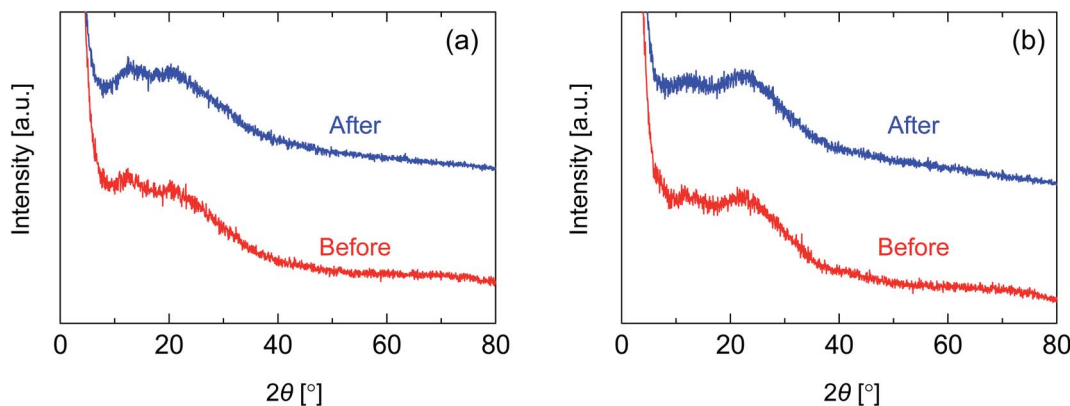 (a)
After
Before
Intensity [a.u.]
0 20 40 60 80
2θ [°]
(b)
After
Before
Intensity [a.u.]
0 20 40 60 80
2θ [°]